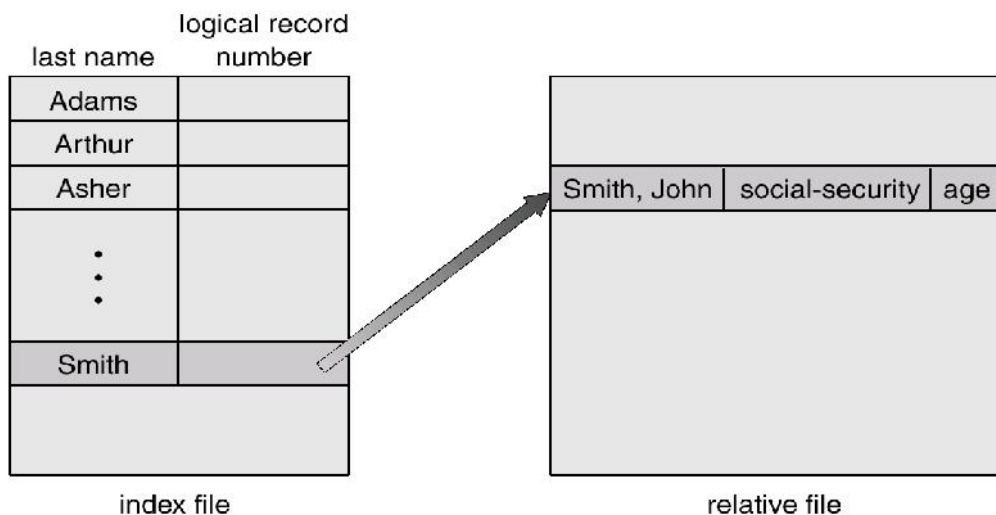 logical record
last name number
Adams
Arthur
Asher
Smith, John social-security age
Smith
index file relative file